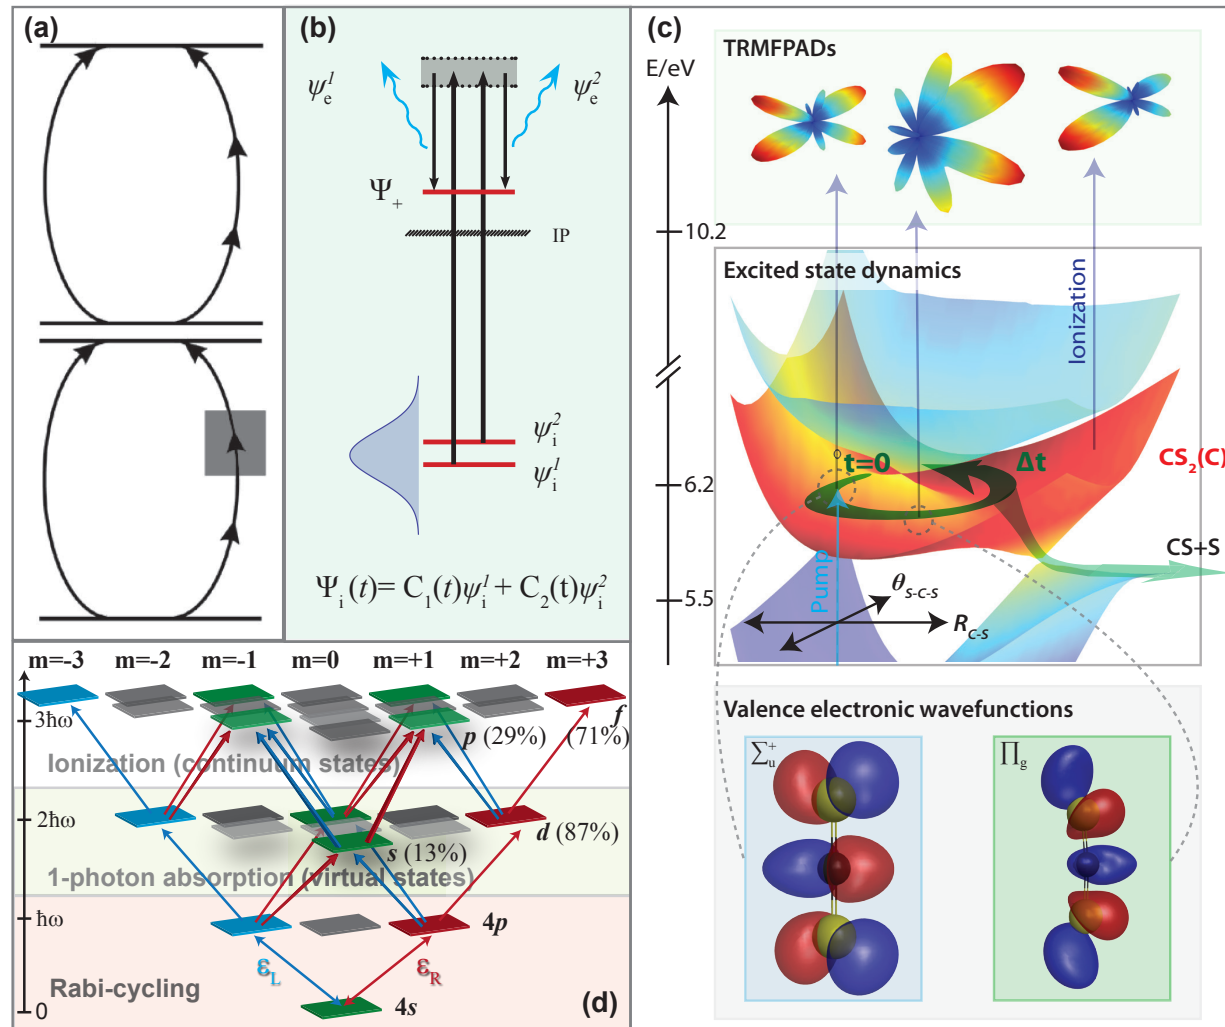 (a)
(b)
ψe1
ψe2
Ψ+
IP
ψi2
ψi1
Ψi(t)= C1(t)ψi1 + C2(t)ψi2
(c)
E/eV
TRMFPADs
10.2
Excited state dynamics
Ionization
t=0
Δt
CS2(C)
6.2
CS+S
Pump
θS-C-S
5.5
RC-S
Valence electronic wavefunctions
Σu+
∏g
m=-3 m=-2 m=-1 m=0 m=+1 m=+2 m=+3
3ħω
f
p (29%) (71%)
Ionization (continuum states)
2ħω
d (87%)
s (13%)
1-photon absorption (virtual states)
ħω
4p
εL
εR
Rabi-cycling
(d)
0
4s